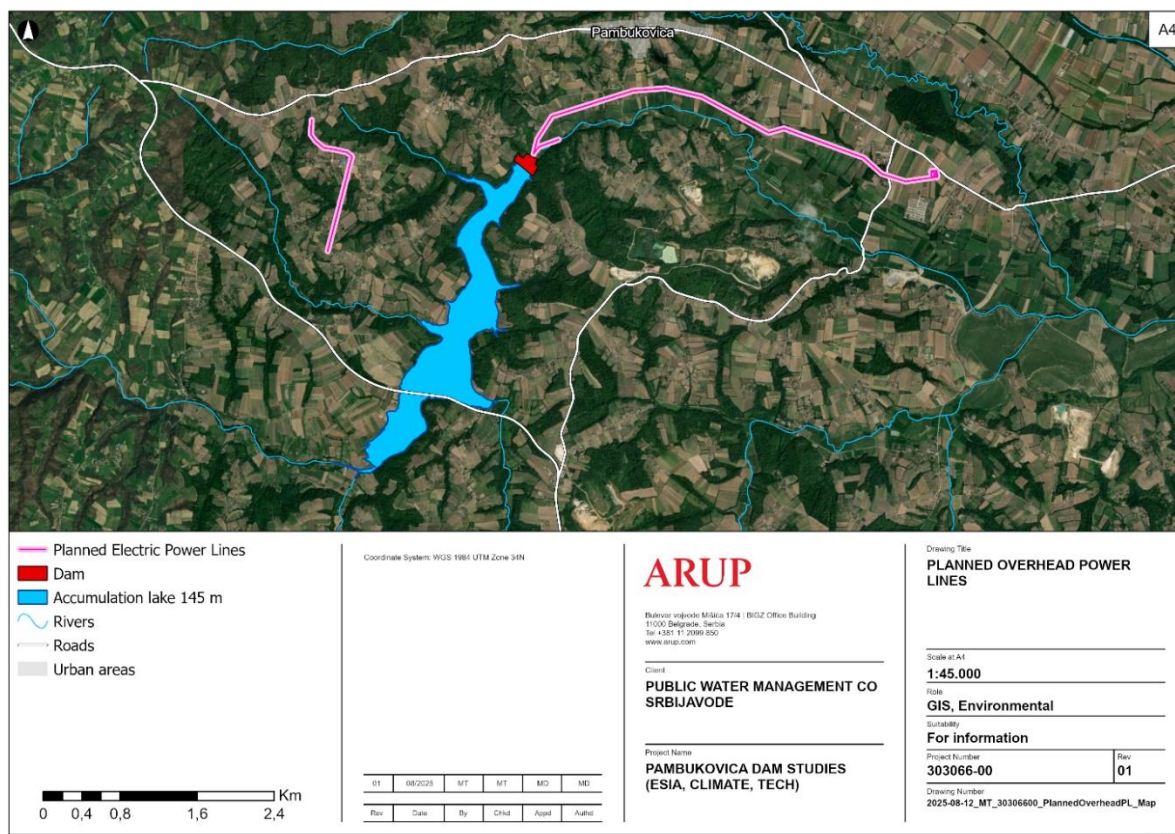 A4
Pambukovica
Planned Electric Power Lines
Dam
Accumulation lake 145 m
Rivers
Roads
Urban areas
0 0,4 0,8 1,6 2,4 Km
Coordinate System: WGS 1984 UTM Zone 34N
01 08/2025 MT MT MD MD
Rev Date By Chkd Appd Authd
ARUP
Bulevar vojvode Mišića 17/4 | BIGZ Office Building
11000 Belgrade, Serbia
Tel +381 11 2099 850
www.arup.com
Client
PUBLIC WATER MANAGEMENT CO
SRBIJAVODE
Project Name
PAMBUKOVICA DAM STUDIES
(ESIA, CLIMATE, TECH)
Drawing Title
PLANNED OVERHEAD POWER
LINES
Scale at A4
1:45.000
Role
GIS, Environmental
Suitability
For information
Project Number
303066-00
Rev
01
Drawing Number
2025-08-12_MT_30306600_PlannedOverheadPL_Map